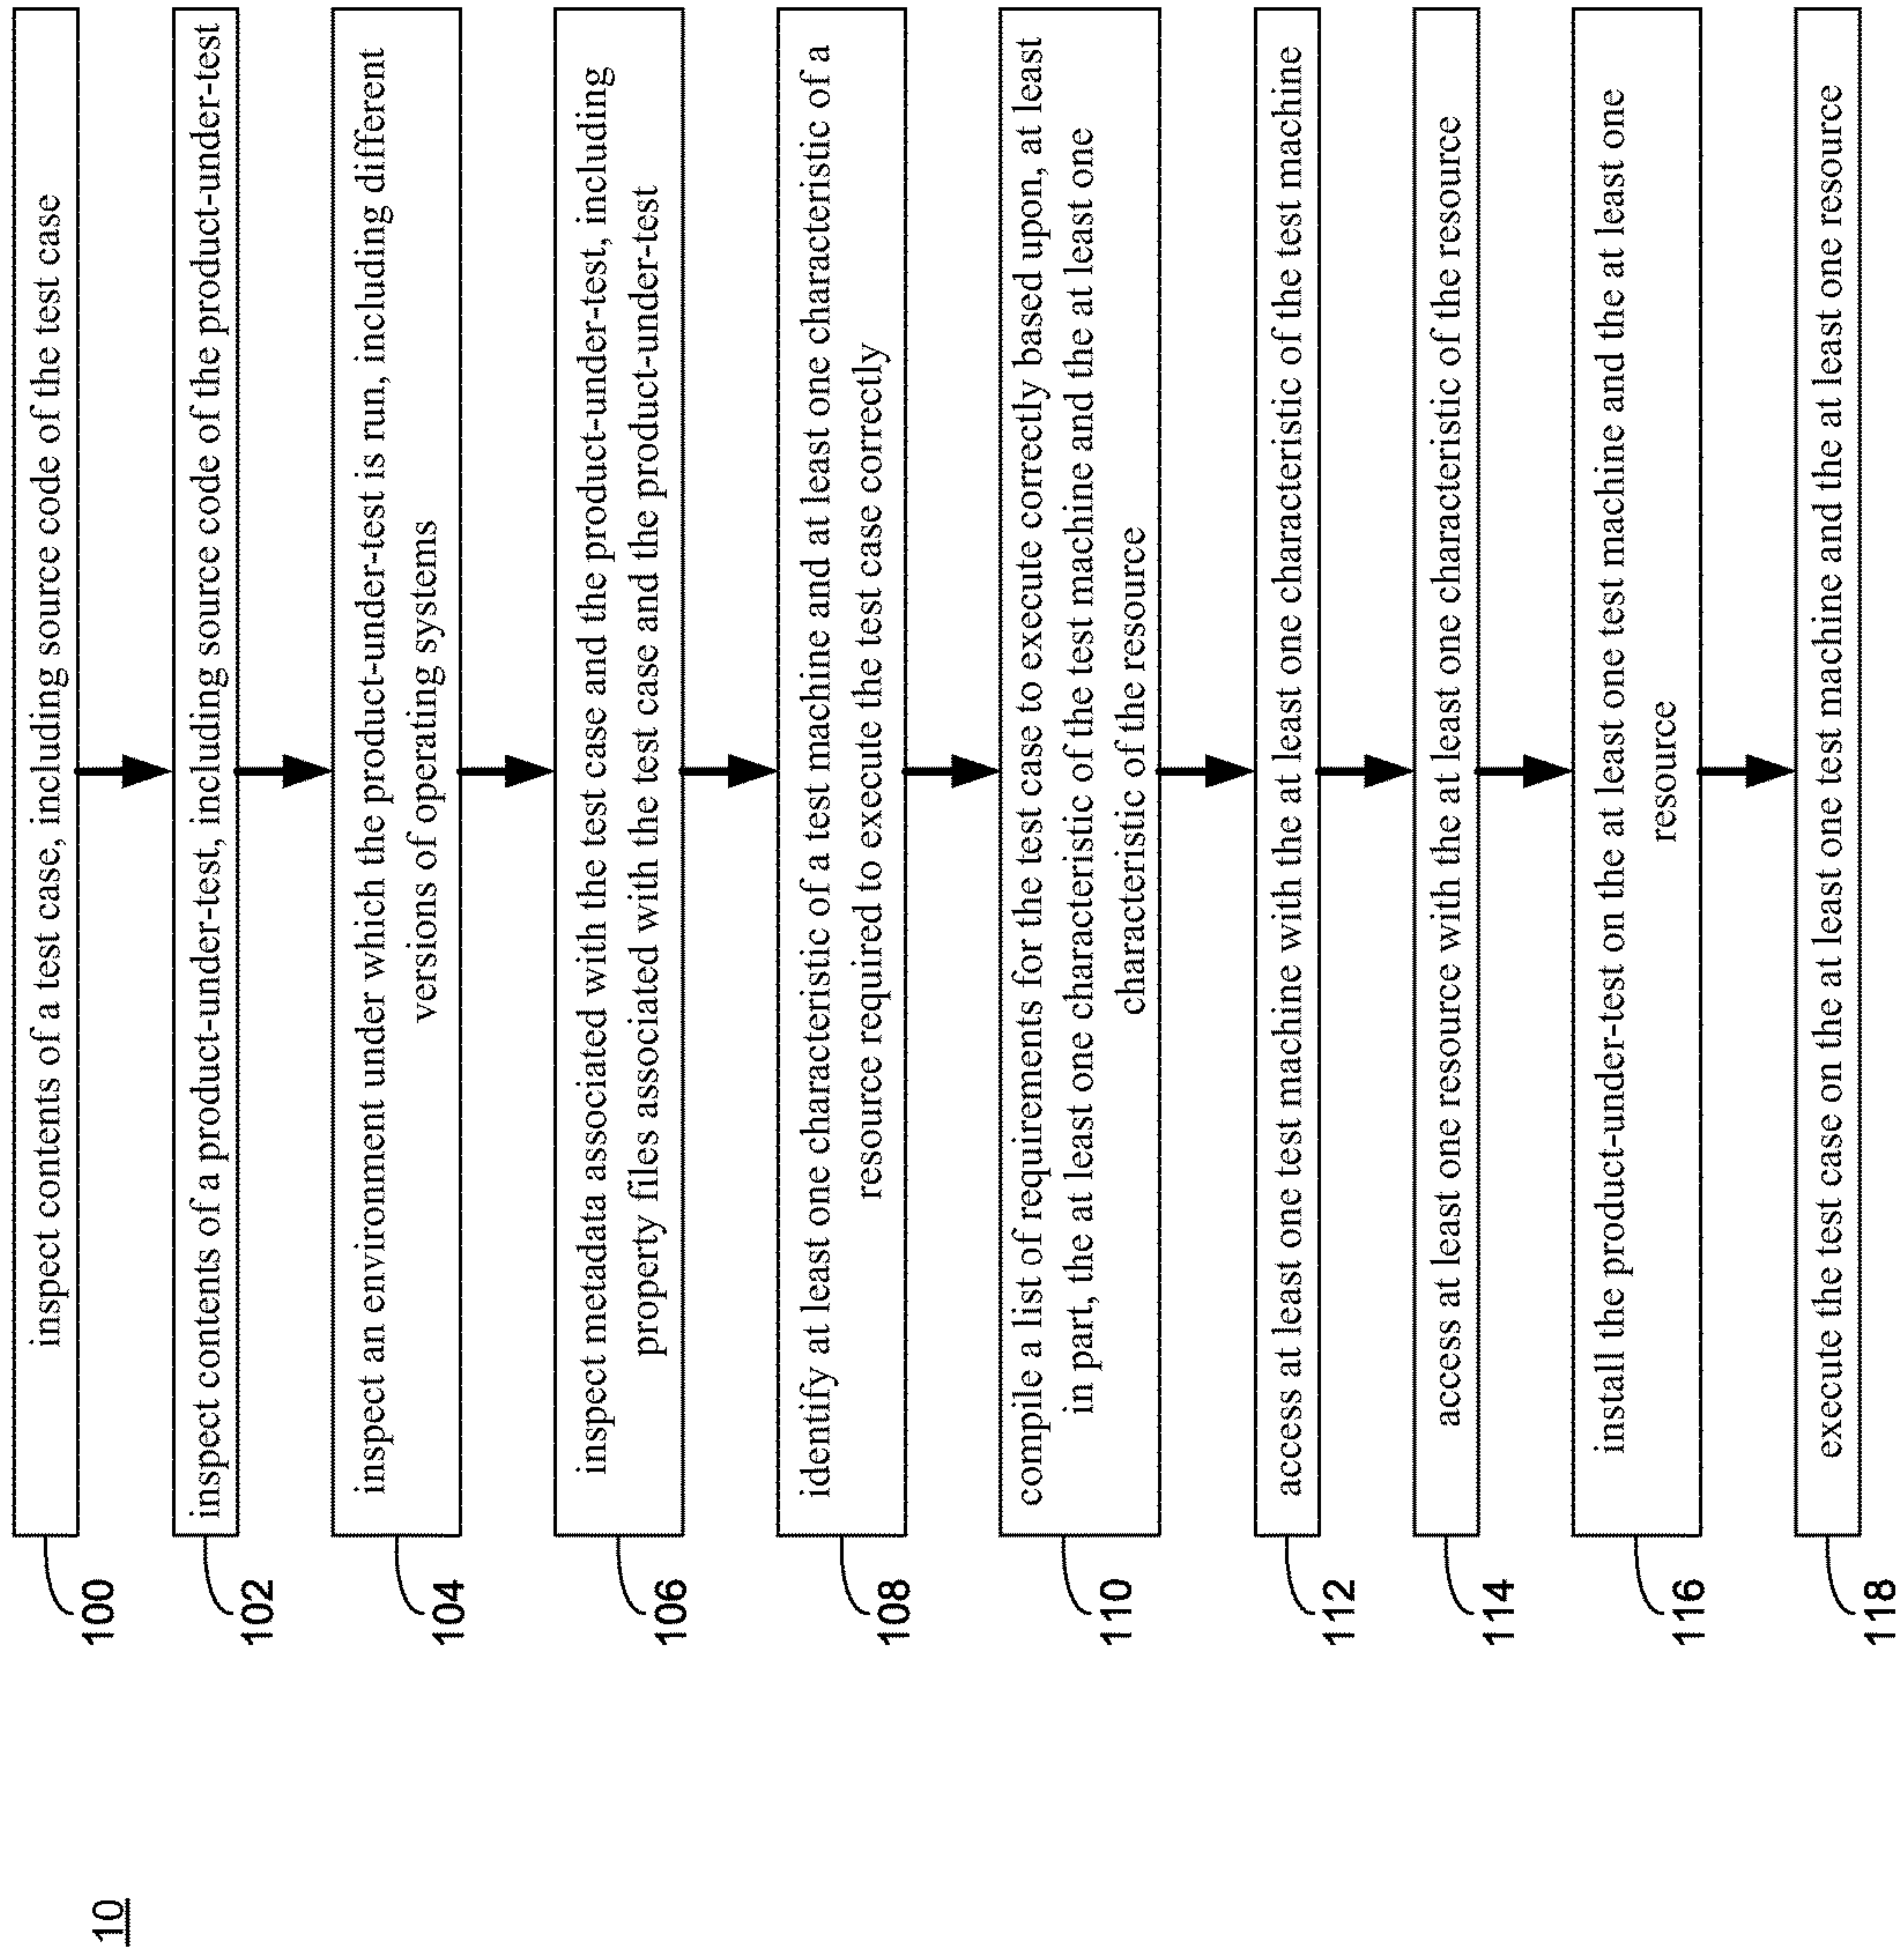 10
100
inspect contents of a test case, including source code of the test case
102
inspect contents of a product-under-test, including source code of the product-under-test
104
inspect an environment under which the product-under-test is run, including different
versions of operating systems
106
inspect metadata associated with the test case and the product-under-test, including
property files associated with the test case and the product-under-test
108
identify at least one characteristic of a test machine and at least one characteristic of a
resource required to execute the test case correctly
110
compile a list of requirements for the test case to execute correctly based upon, at least
in part, the at least one characteristic of the test machine and the at least one
characteristic of the resource
112
access at least one test machine with the at least one characteristic of the test machine
114
access at least one resource with the at least one characteristic of the resource
116
install the product-under-test on the at least one test machine and the at least one
resource
118
execute the test case on the at least one test machine and the at least one resource